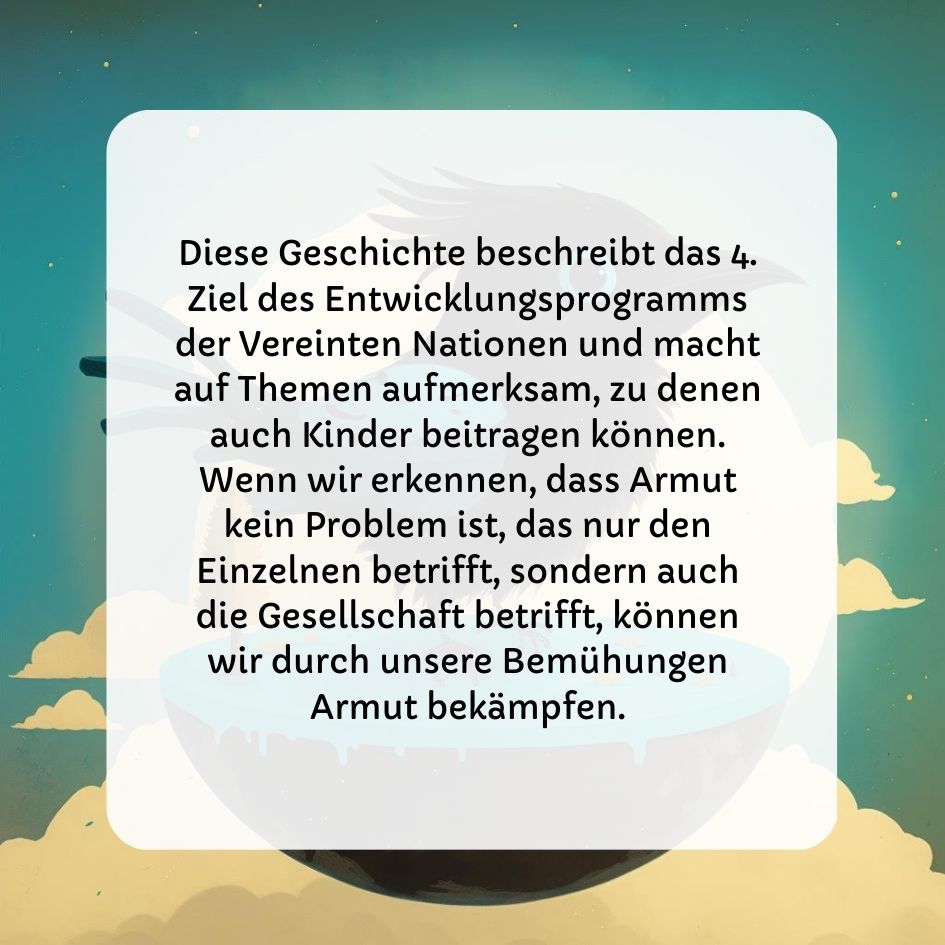 Diese Geschichte beschreibt das 4.
Ziel des Entwicklungsprogramms
der Vereinten Nationen und macht
auf Themen aufmerksam, zu denen
auch Kinder beitragen können.
Wenn wir erkennen, dass Armut
kein Problem ist, das nur den
Einzelnen betrifft, sondern auch
die Gesellschaft betrifft, können
wir durch unsere Bemühungen
Armut bekämpfen.